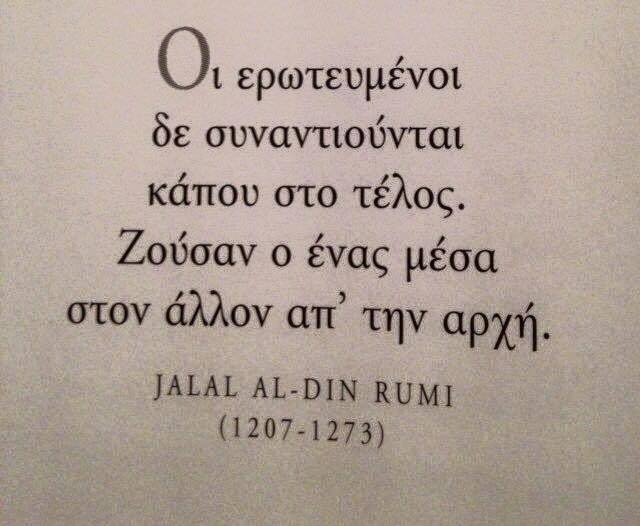 Οι ερωτευμένοι
δε συναντιούνται
κάπου στο τέλος.
Ζούσαν ο ένας μέσα
στον άλλον απ’ την αρχή.
JALAL AL-DIN RUMI
(1207-1273)